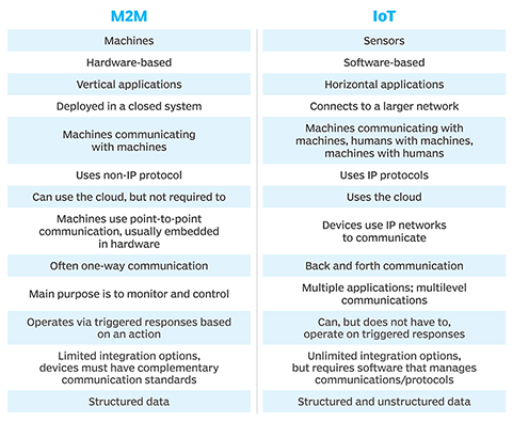 M2M IoT
Machines Sensors
Hardware-based Software-based
Vertical applications Horizontal applications
Deployed in a closed system Connects to a larger network
Machines communicating
with machines
Machines communicating with
machines, humans with machines,
machines with humans
Uses non-IP protocol Uses IP protocols
Can use the cloud, but not required to Uses the cloud
Machines use point-to-point
communication, usually embedded
in hardware
Devices use IP networks
to communicate
Often one-way communication Back and forth communication
Main purpose is to monitor and control
Multiple applications; multilevel
communications
Operates via triggered responses based
on an action
Can, but does not have to,
operate on triggered responses
Limited integration options,
devices must have complementary
communication standards
Unlimited integration options,
but requires software that manages
communications/protocols
Structured data Structured and unstructured data